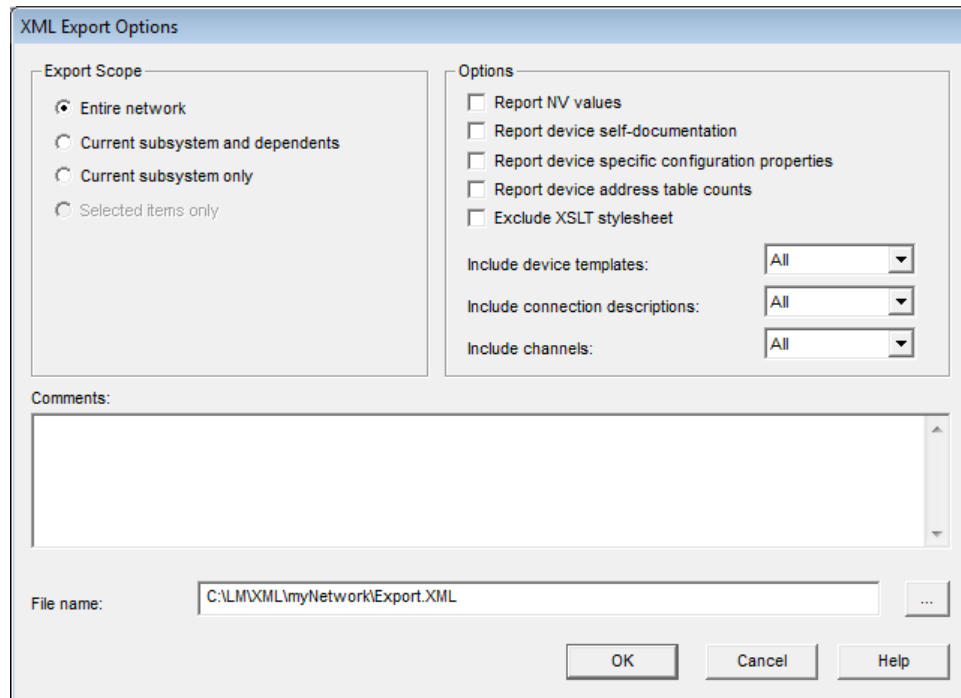 XML Export Options
Export Scope
Entire network
Current subsystem and dependents
Current subsystem only
Selected items only
Options
Report NV values
Report device self-documentation
Report device specific configuration properties
Report device address table counts
Exclude XSLT stylesheet
Include device templates: All
Include connection descriptions: All
Include channels: All
Comments:
File name: C:\LM\XML\myNetwork\Export.XML ...
OK Cancel Help